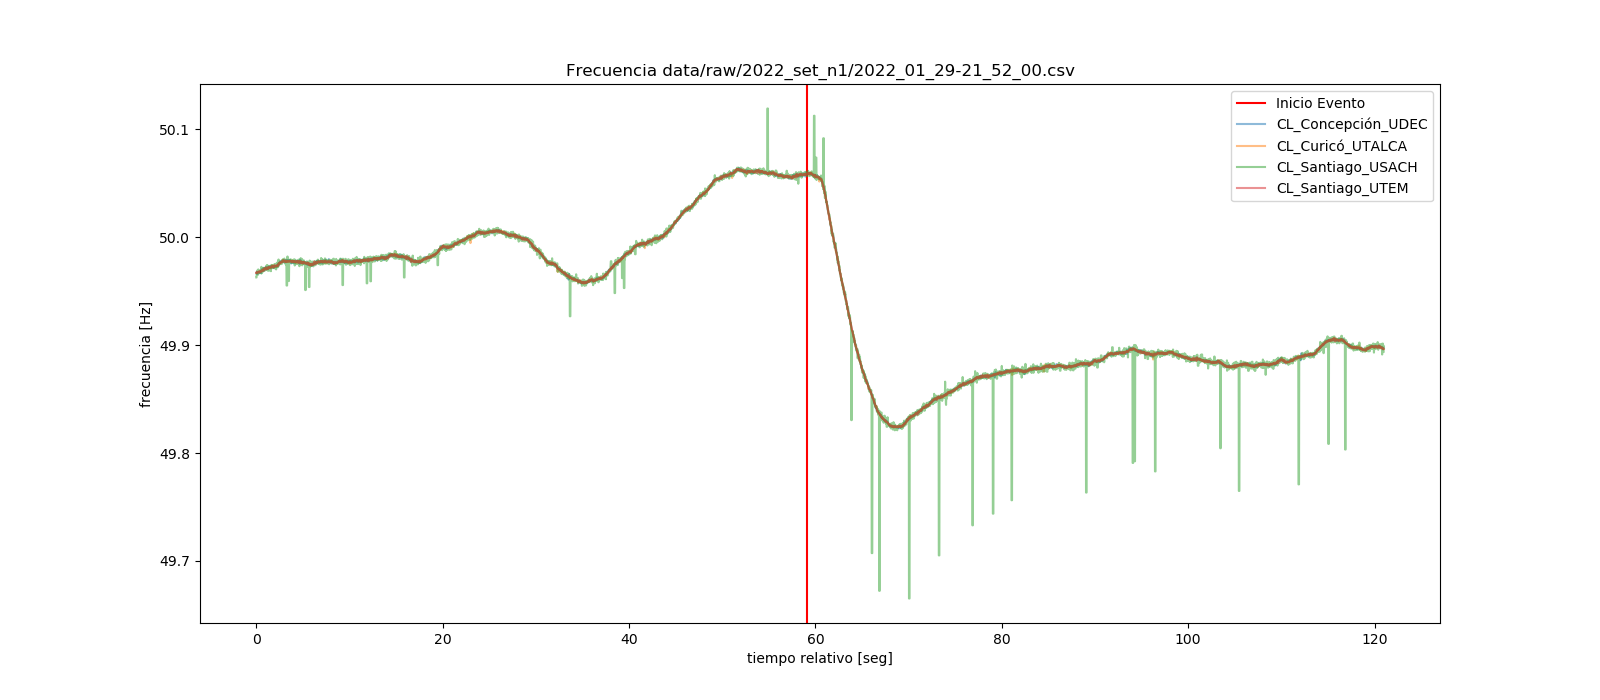 Frecuencia data/raw/2022_set_n1/2022_01_29-21_52_00.csv
Inicio Evento
CL_Concepción_UDEC
CL_Curicó_UTALCA
CL_Santiago_USACH
CL_Santiago_UTEM
50.1
50.0
49.9
49.8
49.7
frecuencia [Hz]
0 20 40 60 80 100 120
tiempo relativo [seg]